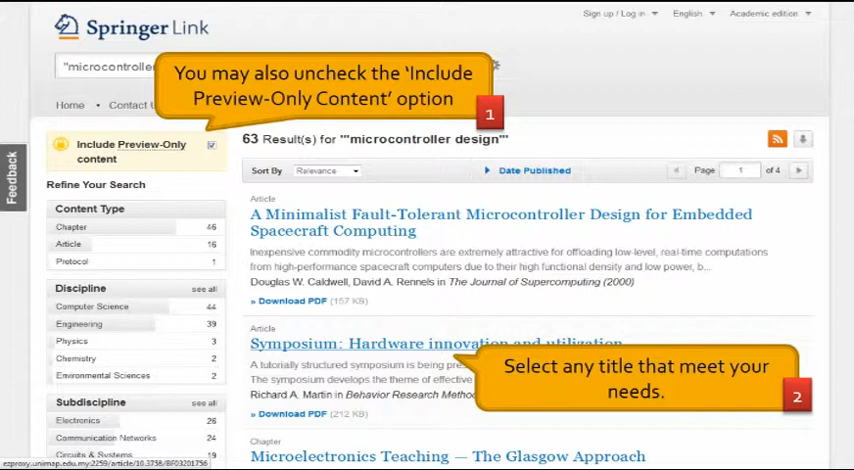 Sign up / Log in English Academic edition
Springer Link
"microcontroller
You may also uncheck the 'Include
Preview-Only Content' option
1
Home • Contact U
Feedback
Include Preview-Only
content
63 Result(s) for '"microcontroller design"'
Sort By Relevance Date Published Page 1 of 4
Refine Your Search
Content Type
Chapter 46
Article 16
Protocol 1
Discipline see all
Computer Science 44
Engineering 39
Physics 3
Chemistry 2
Environmental Sciences 2
Subdiscipline see all
Electronics 26
Communication Networks 24
Circuits & Systems
Article
A Minimalist Fault-Tolerant Microcontroller Design for Embedded
Spacecraft Computing
Inexpensive commodity microcontrollers are extremely attractive for offloading low-level, real-time computations
from high-performance spacecraft computers due to their high functional density and low power, b...
Douglas W. Caldwell, David A. Rennels in The Journal of Supercomputing (2000)
» Download PDF (157 KB)
Article
Symposium: Hardware innovation and utilization
A tutorially structured symposium is being pres
The symposium develops the theme of effective
Richard A. Martin in Behavior Research Metho
» Download PDF (212 KB)
Select any title that meet your
needs.
2
Chapter
Microelectronics Teaching — The Glasgow Approach
ezproxy.unimap.edu.my:2259/article/10.3758/BF03201756